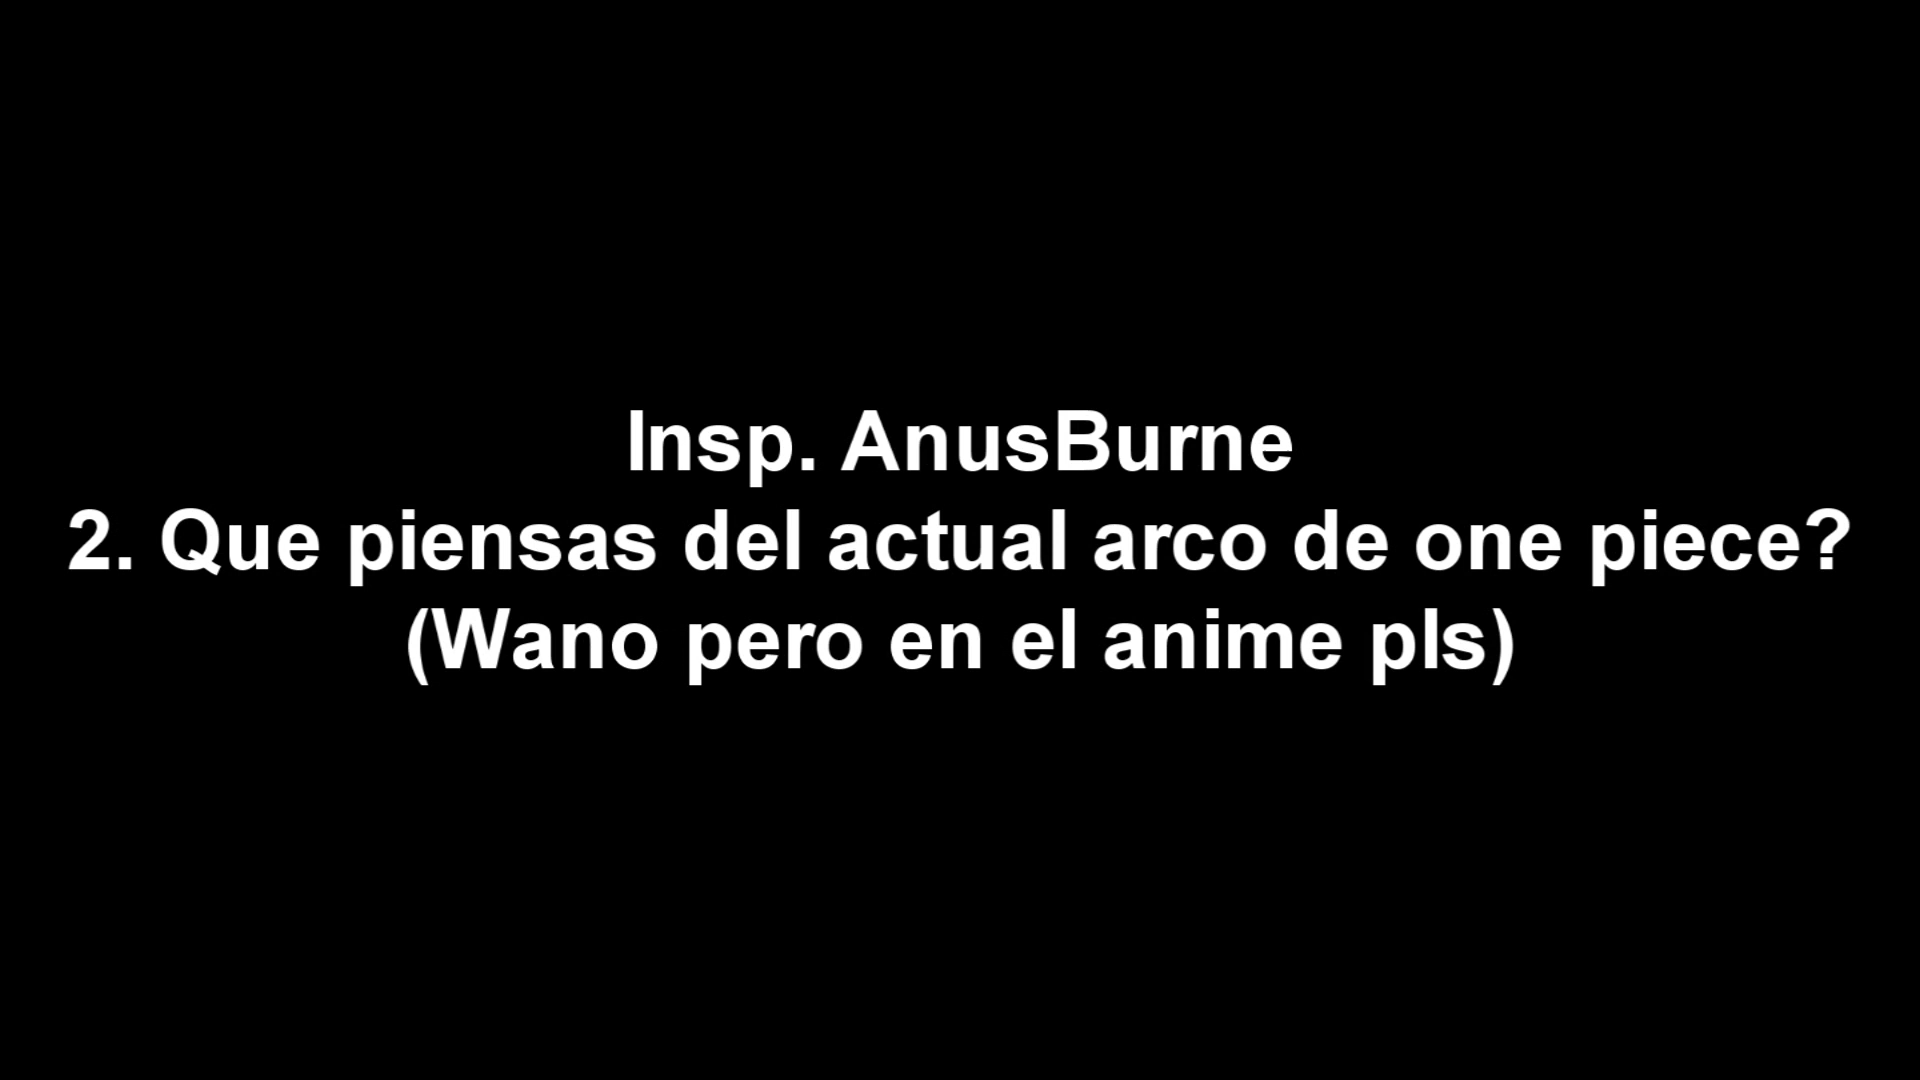 Insp. AnusBurne
2. Que piensas del actual arco de one piece?
(Wano pero en el anime pls)